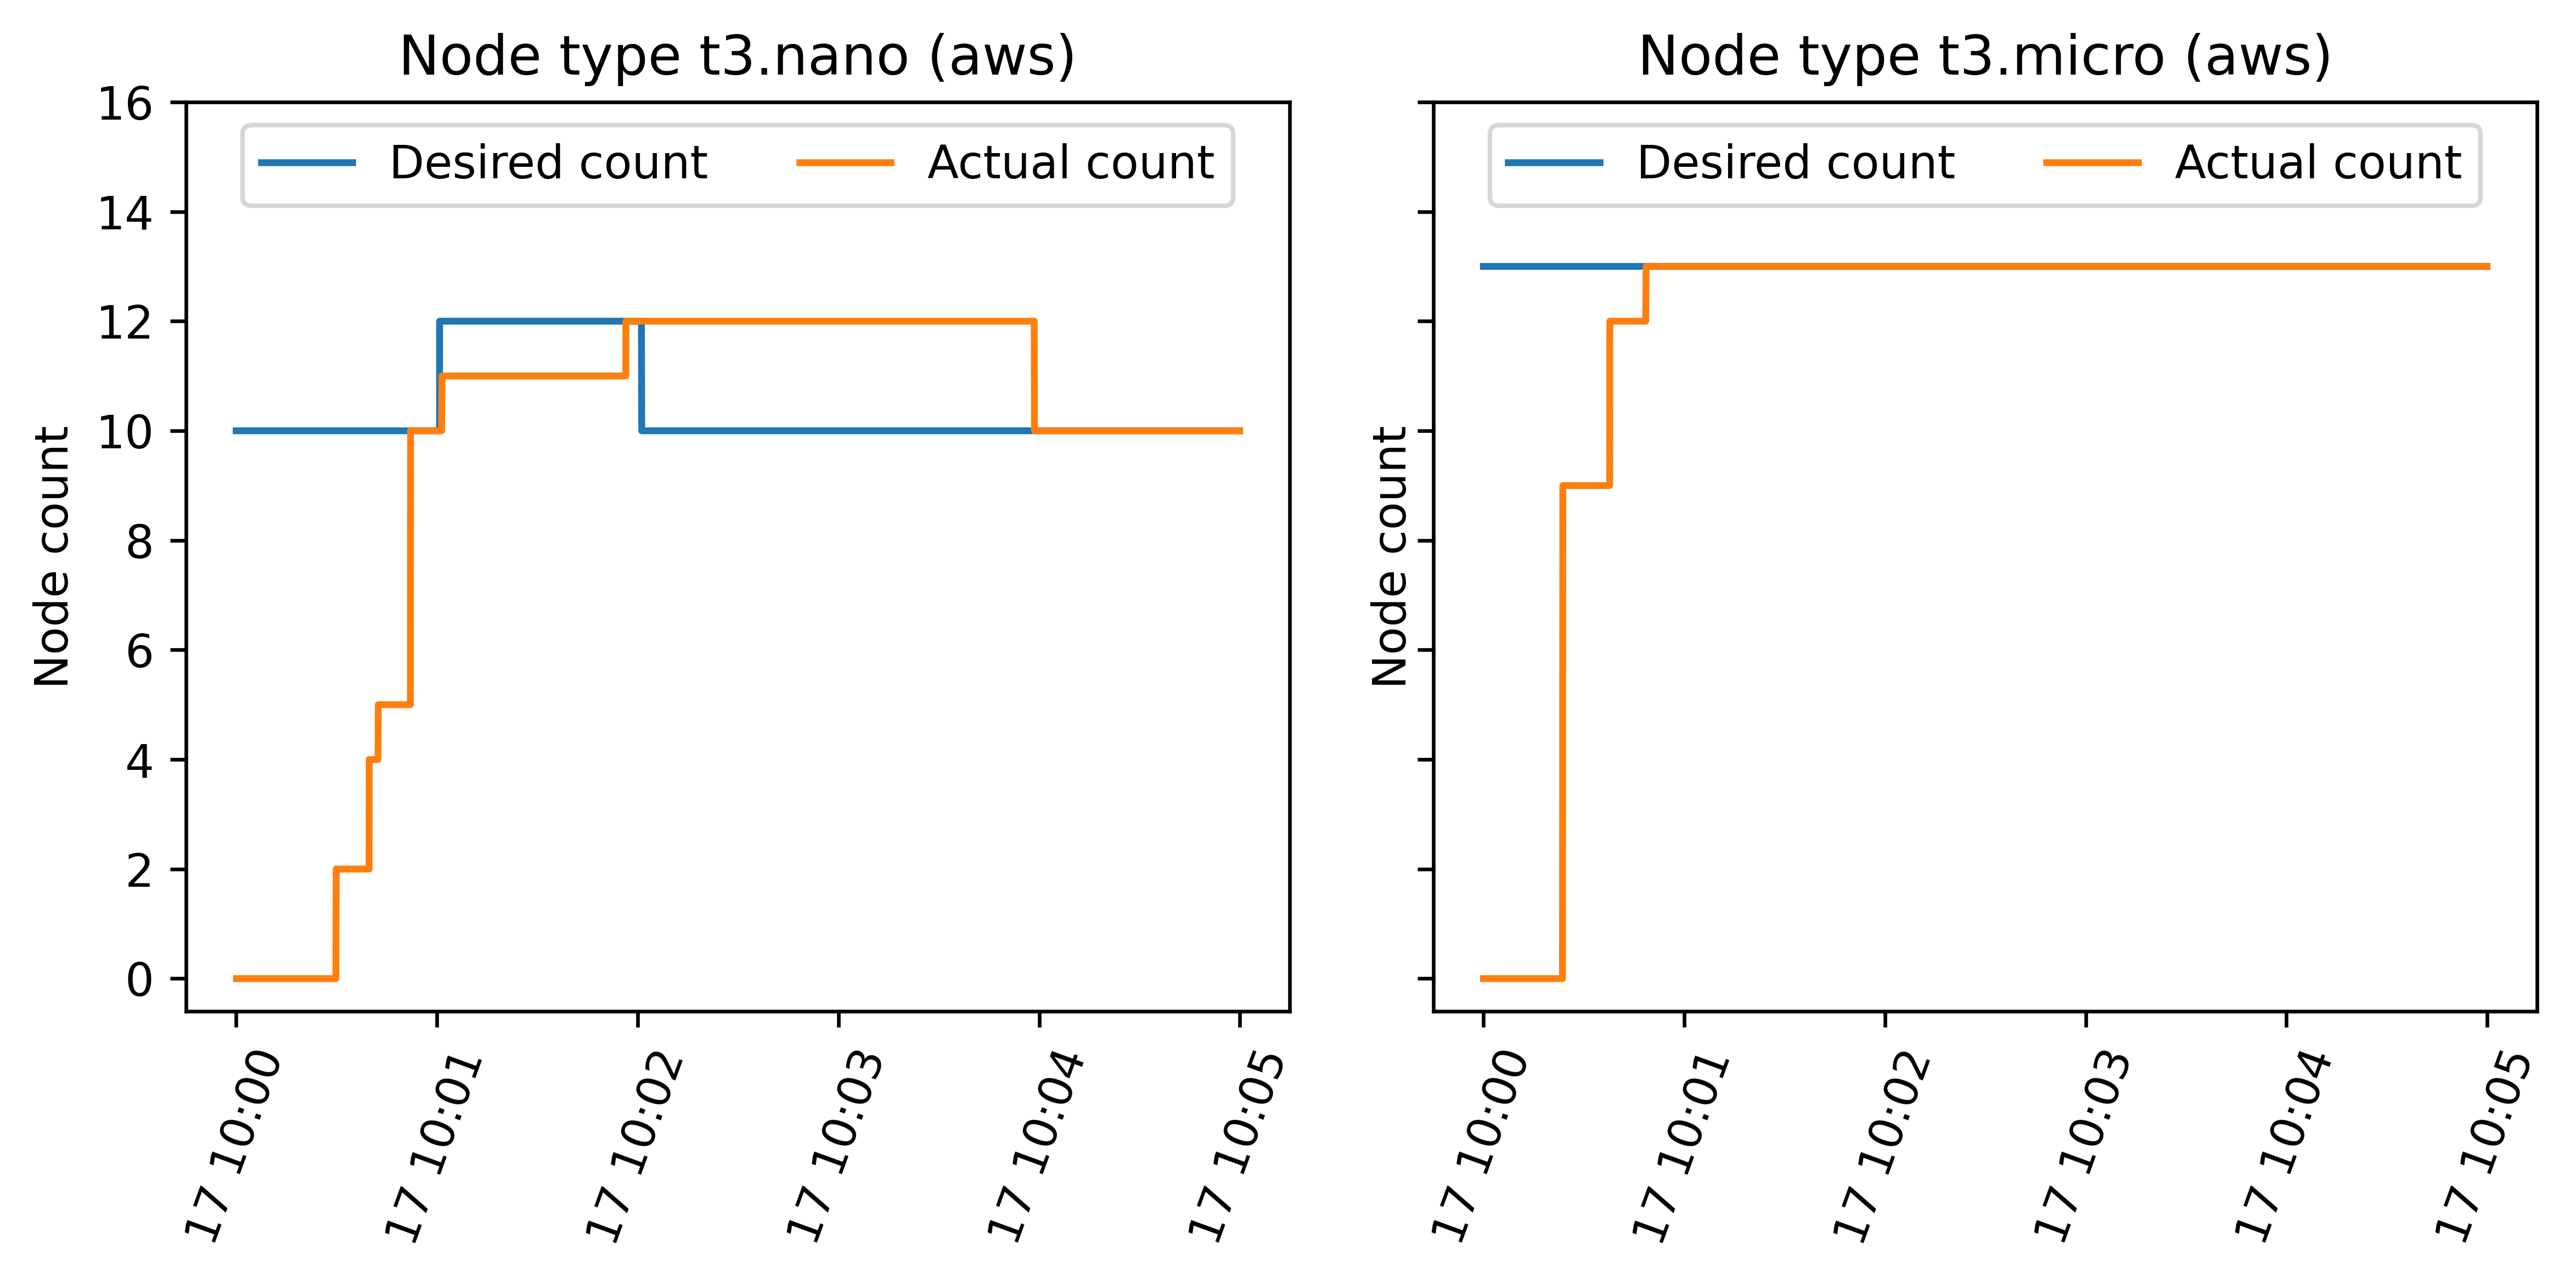 Node type t3.nano (aws)
Desired count
Actual count
Node count
16
14
12
10
8
6
4
2
0
17 10:00
17 10:01
17 10:02
17 10:03
17 10:04
17 10:05
Node type t3.micro (aws)
Desired count
Actual count
Node count
17 10:00
17 10:01
17 10:02
17 10:03
17 10:04
17 10:05